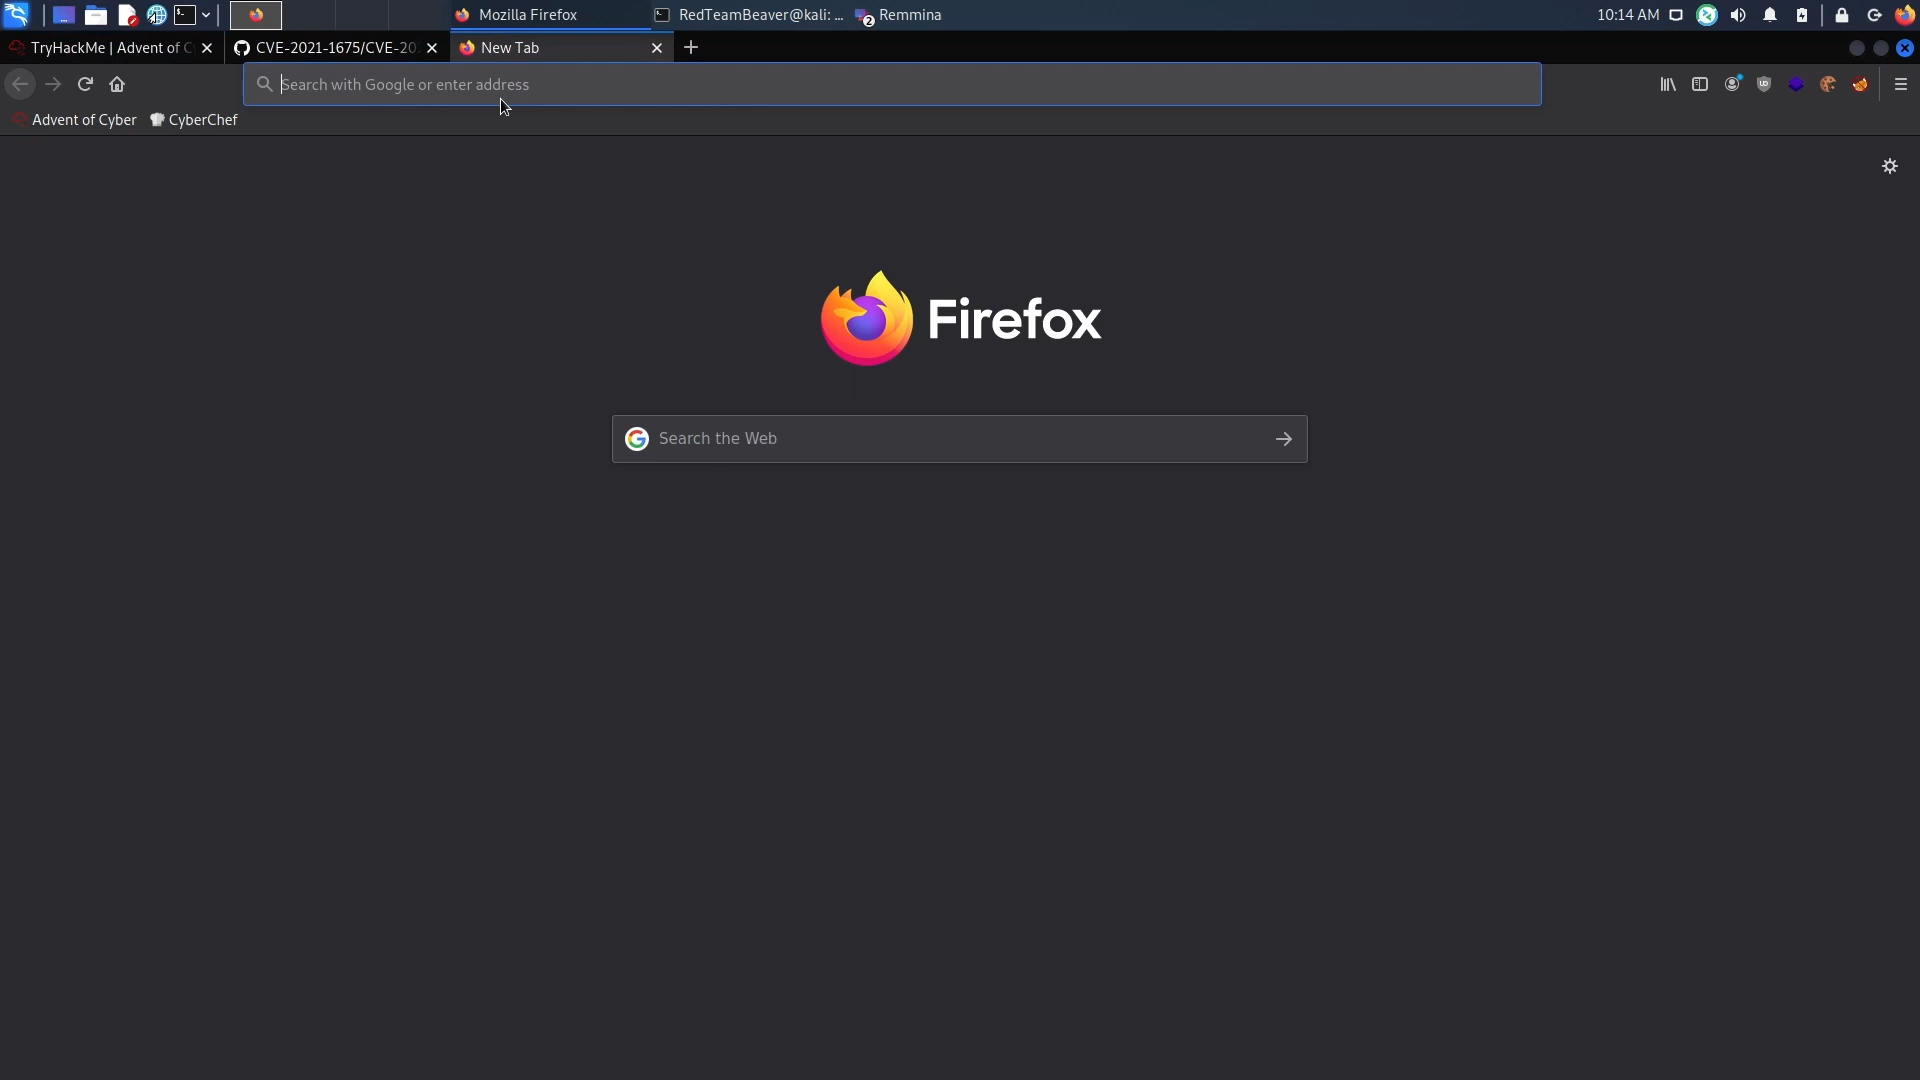 Mozilla Firefox
RedTeamBeaver@kali: ...
2
Remmina
10:14 AM
TryHackMe | Advent of C
CVE-2021-1675/CVE-20
New Tab
Search with Google or enter address
Advent of Cyber
CyberChef
Firefox
Search the Web